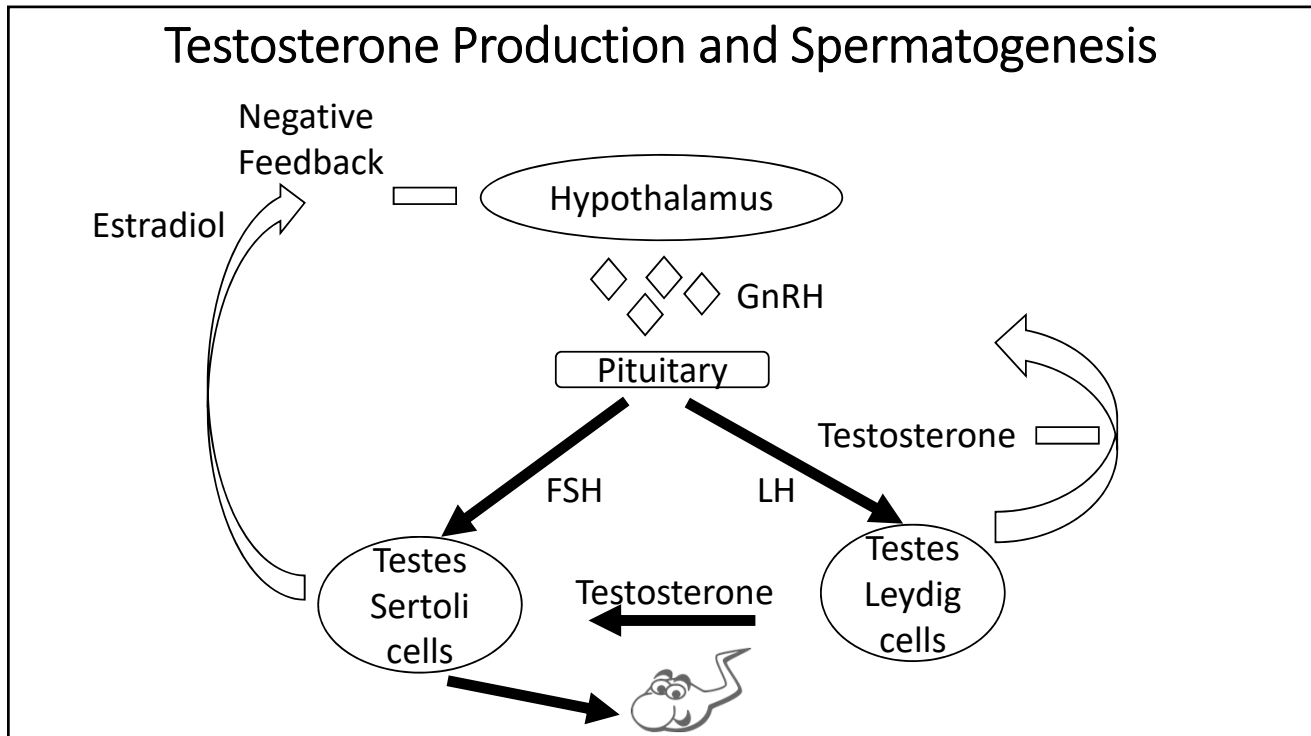 Testosterone Production and Spermatogenesis
Negative
Feedback
Estradiol
Hypothalamus
GnRH
Pituitary
Testosterone
FSH
LH
Testes
Sertoli
cells
Testosterone
Testes
Leydig
cells